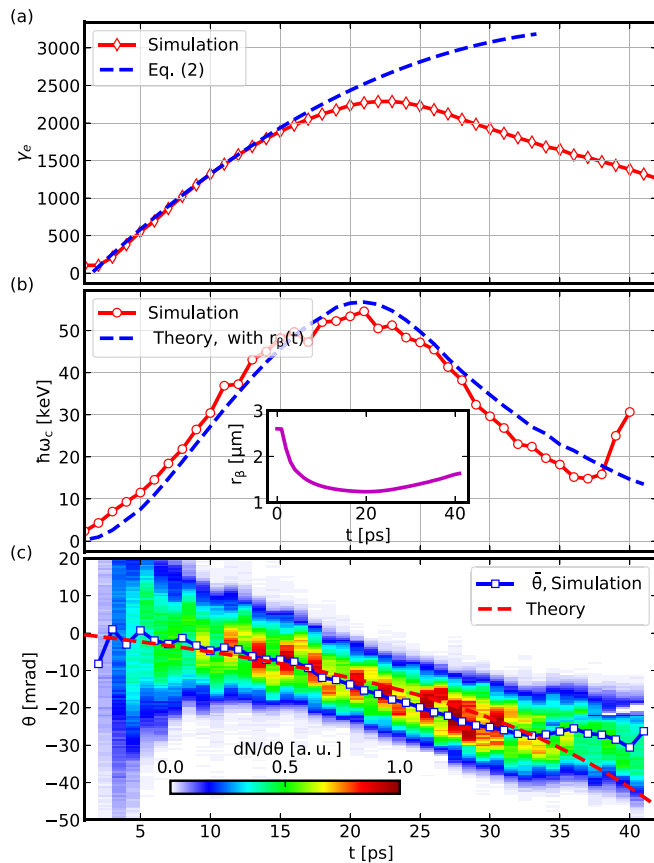 (a)
3000
2500
2000
1500
1000
500
0
γe
Simulation
Eq. (2)
(b)
50
40
30
20
10
0
ħωc [keV]
Simulation
Theory, with rβ(t)
3
2
1
rβ [μm]
0 20 40
t [ps]
(c)
20
10
0
−10
−20
−30
−40
−50
θ [mrad]
θ̄, Simulation
Theory
dN/dθ [a. u.]
0.0 0.5 1.0
5 10 15 20 25 30 35 40
t [ps]